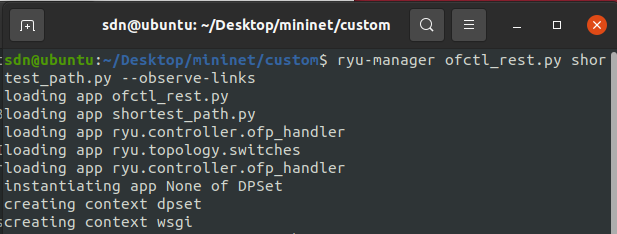 sdn@ubuntu: ~/Desktop/mininet/custom
sdn@ubuntu:~/Desktop/mininet/custom$ ryu-manager ofctl_rest.py shor
test_path.py --observe-links
loading app ofctl_rest.py
loading app shortest_path.py
loading app ryu.controller.ofp_handler
loading app ryu.topology.switches
loading app ryu.controller.ofp_handler
instantiating app None of DPSet
creating context dpset
creating context wsgi